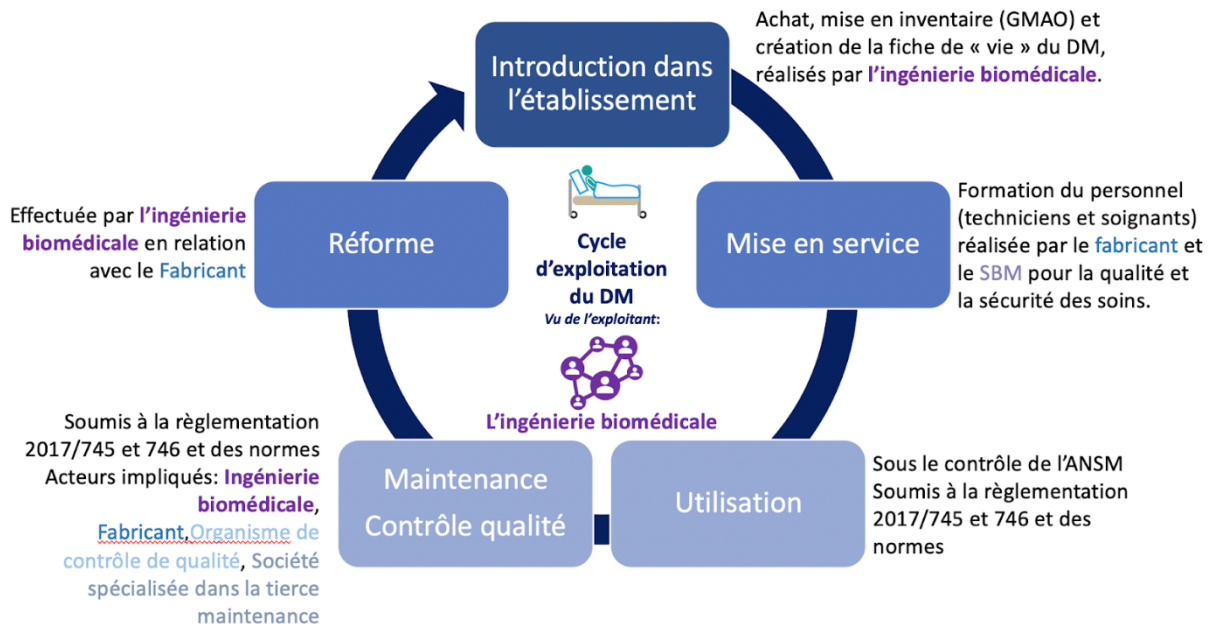 Achat, mise en inventaire (GMAO) et
création de la fiche de « vie » du DM,
réalisés par l'ingénierie biomédicale.
Introduction dans
l'établissement
Formation du personnel
(techniciens et soignants)
réalisée par le fabricant et
le SBM pour la qualité et
la sécurité des soins.
Mise en service
Effectuée par l'ingénierie
biomédicale en relation
avec le Fabricant
Réforme
Cycle
d'exploitation
du DM
Vu de l'exploitant:
L'ingénierie biomédicale
Soumis à la règlementation
2017/745 et 746 et des normes
Acteurs impliqués: Ingénierie
biomédicale,
Fabricant,Organisme de
contrôle de qualité, Société
spécialisée dans la tierce
maintenance
Maintenance
Contrôle qualité
Utilisation
Sous le contrôle de l'ANSM
Soumis à la règlementation
2017/745 et 746 et des
normes